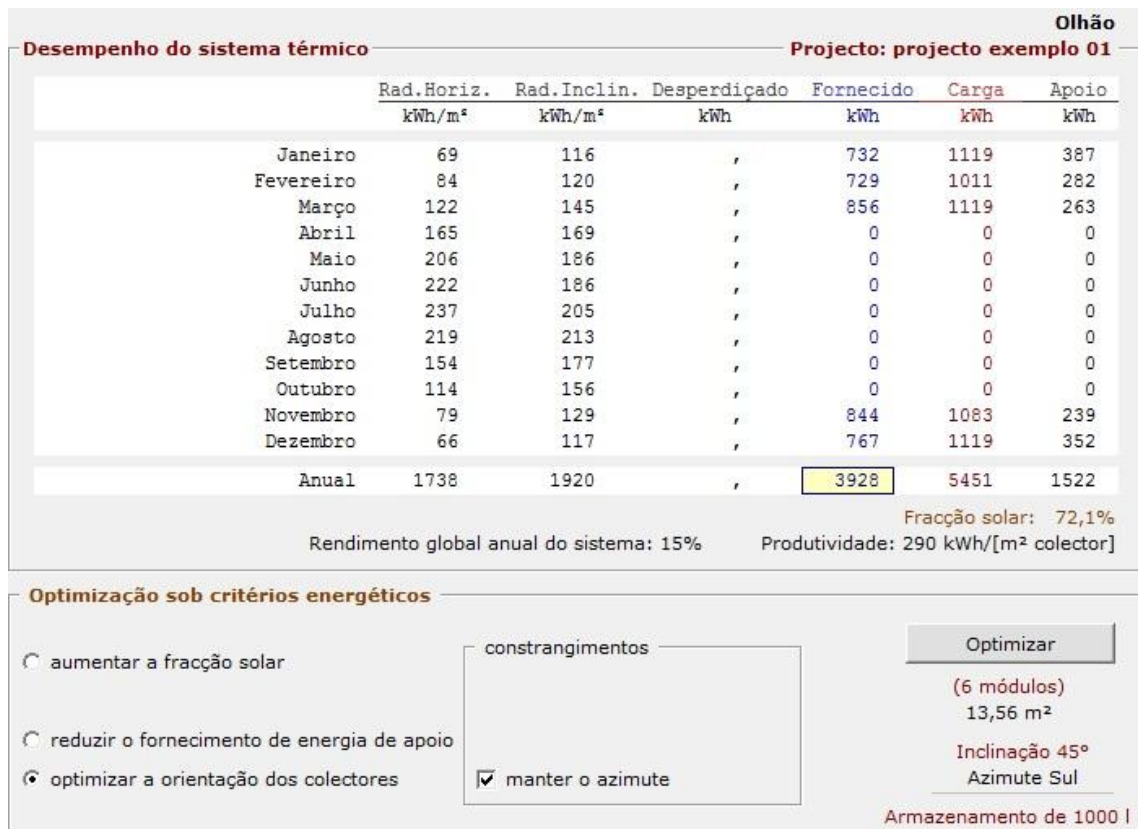 Olhão
Desempenho do sistema térmico Projecto: projecto exemplo 01
Rad.Horiz. Rad.Inclin. Desperdiçado Fornecido Carga Apoio
kWh/m² kWh/m² kWh kWh kWh kWh
Janeiro 69 116 , 732 1119 387
Fevereiro 84 120 , 729 1011 282
Março 122 145 , 856 1119 263
Abril 165 169 , 0 0 0
Maio 206 186 , 0 0 0
Junho 222 186 , 0 0 0
Julho 237 205 , 0 0 0
Agosto 219 213 , 0 0 0
Setembro 154 177 , 0 0 0
Outubro 114 156 , 0 0 0
Novembro 79 129 , 844 1083 239
Dezembro 66 117 , 767 1119 352
Anual 1738 1920 , 3928 5451 1522
Fracção solar: 72,1%
Rendimento global anual do sistema: 15% Produtividade: 290 kWh/[m² colector]
Optimização sob critérios energéticos
aumentar a fracção solar
reduzir o fornecimento de energia de apoio
optimizar a orientação dos colectores
constrangimentos
manter o azimute
Optimizar
(6 módulos)
13,56 m²
Inclinação 45°
Azimute Sul
Armazenamento de 1000 l